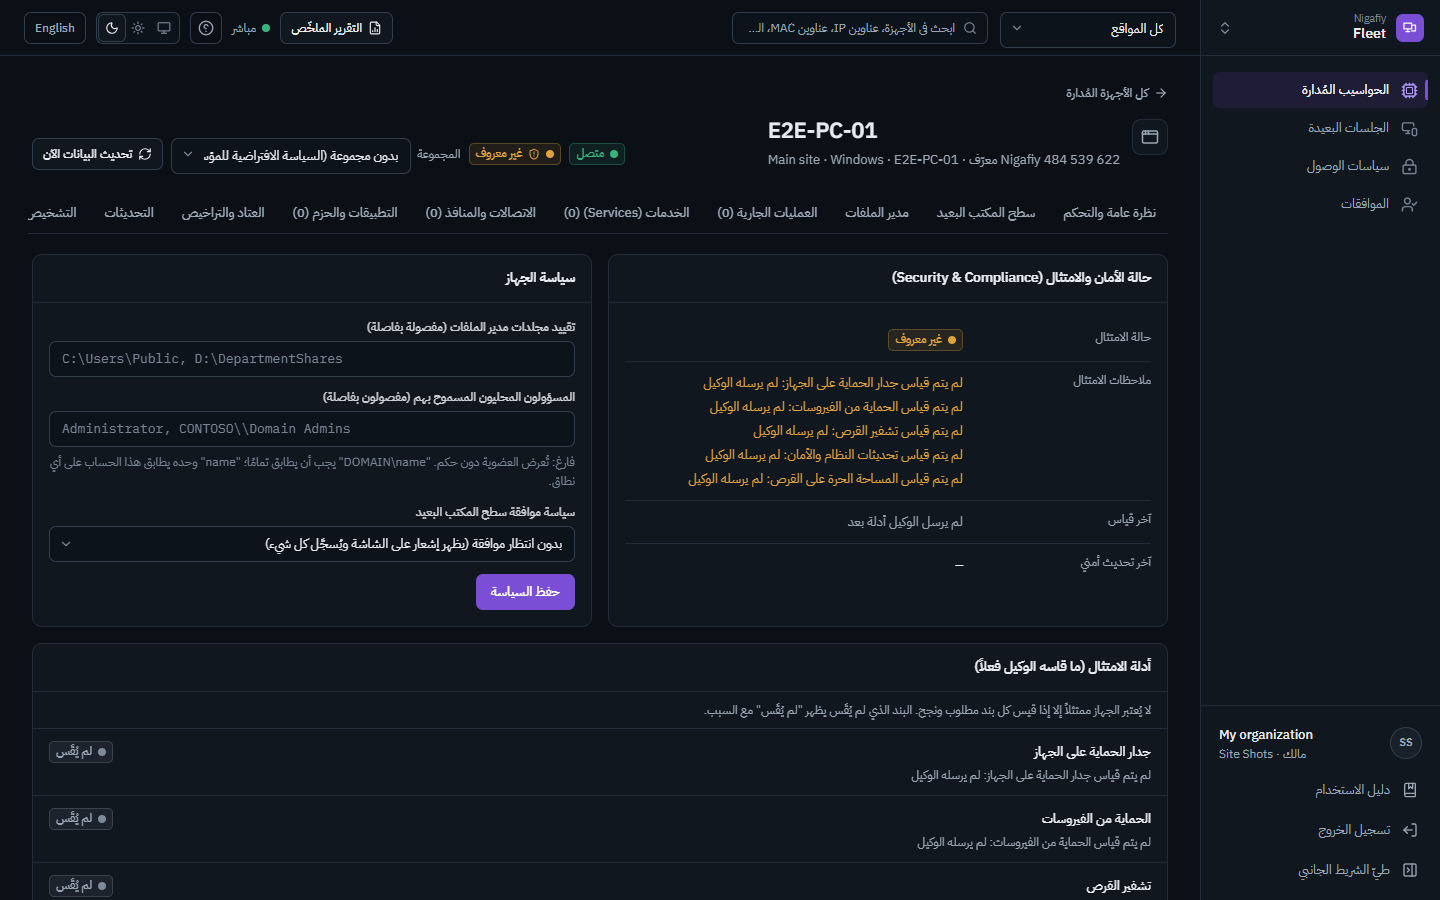 Nigafiy
Fleet
كل المواقع
ابحث في الأجهزة، عناوين IP، عناوين MAC، الـ...
التقرير الملخّص
مباشر
English
الحواسيب المُدارة
الجلسات البعيدة
سياسات الوصول
الموافقات
كل الأجهزة المُدارة
E2E-PC-01
Main site · Windows · E2E-PC-01 · معرّف Nigafiy 484 539 622
متصل
غير معروف
المجموعة
بدون مجموعة (السياسة الافتراضية للمؤس
تحديث البيانات الآن
نظرة عامة والتحكم
سطح المكتب البعيد
مدير الملفات
العمليات الجارية (0)
الخدمات (Services) (0)
الاتصالات والمنافذ (0)
التطبيقات والحزم (0)
العتاد والتراخيص
التحديثات
التشخيص
حالة الأمان والامتثال (Security & Compliance)
حالة الامتثال
غير معروف
ملاحظات الامتثال
لم يتم قياس جدار الحماية على الجهاز: لم يرسله الوكيل
لم يتم قياس الحماية من الفيروسات: لم يرسله الوكيل
لم يتم قياس تشفير القرص: لم يرسله الوكيل
لم يتم قياس تحديثات النظام والأمان: لم يرسله الوكيل
لم يتم قياس المساحة الحرة على القرص: لم يرسله الوكيل
آخر قياس
لم يرسل الوكيل أدلة بعد
آخر تحديث أمني
—
سياسة الجهاز
تقييد مجلدات مدير الملفات (مفصولة بفاصلة)
C:\Users\Public, D:\DepartmentShares
المسؤولون المحليون المسموح بهم (مفصولون بفاصلة)
Administrator, CONTOSO\\Domain Admins
فارغ: تُعرض العضوية دون حكم. "DOMAIN\name" يجب أن يطابق تمامًا؛ "name" وحده يطابق هذا الحساب على أي
نطاق.
سياسة موافقة سطح المكتب البعيد
بدون انتظار موافقة (يظهر إشعار على الشاشة ويُسجَّل كل شيء)
حفظ السياسة
أدلة الامتثال (ما قاسه الوكيل فعلاً)
لا يُعتبر الجهاز ممتثلاً إلا إذا قيس كل بند مطلوب ونجح. البند الذي لم يُقَس يظهر "لم يُقَس" مع السبب.
جدار الحماية على الجهاز
لم يتم قياس جدار الحماية على الجهاز: لم يرسله الوكيل
لم يُقَس
الحماية من الفيروسات
لم يتم قياس الحماية من الفيروسات: لم يرسله الوكيل
لم يُقَس
تشفير القرص
لم يُقَس
My organization
Site Shots · مالك
SS
دليل الاستخدام
تسجيل الخروج
طيّ الشريط الجانبي